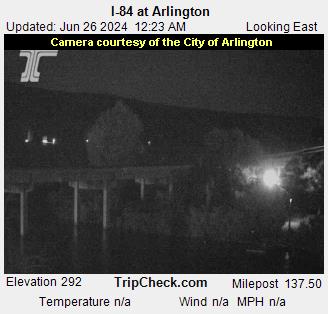 I-84 at Arlington
Updated: Jun 26 2024 12:23 AM Looking East
Camera courtesy of the City of Arlington
Elevation 292 TripCheck.com Milepost 137.50
Temperature n/a Wind n/a MPH n/a